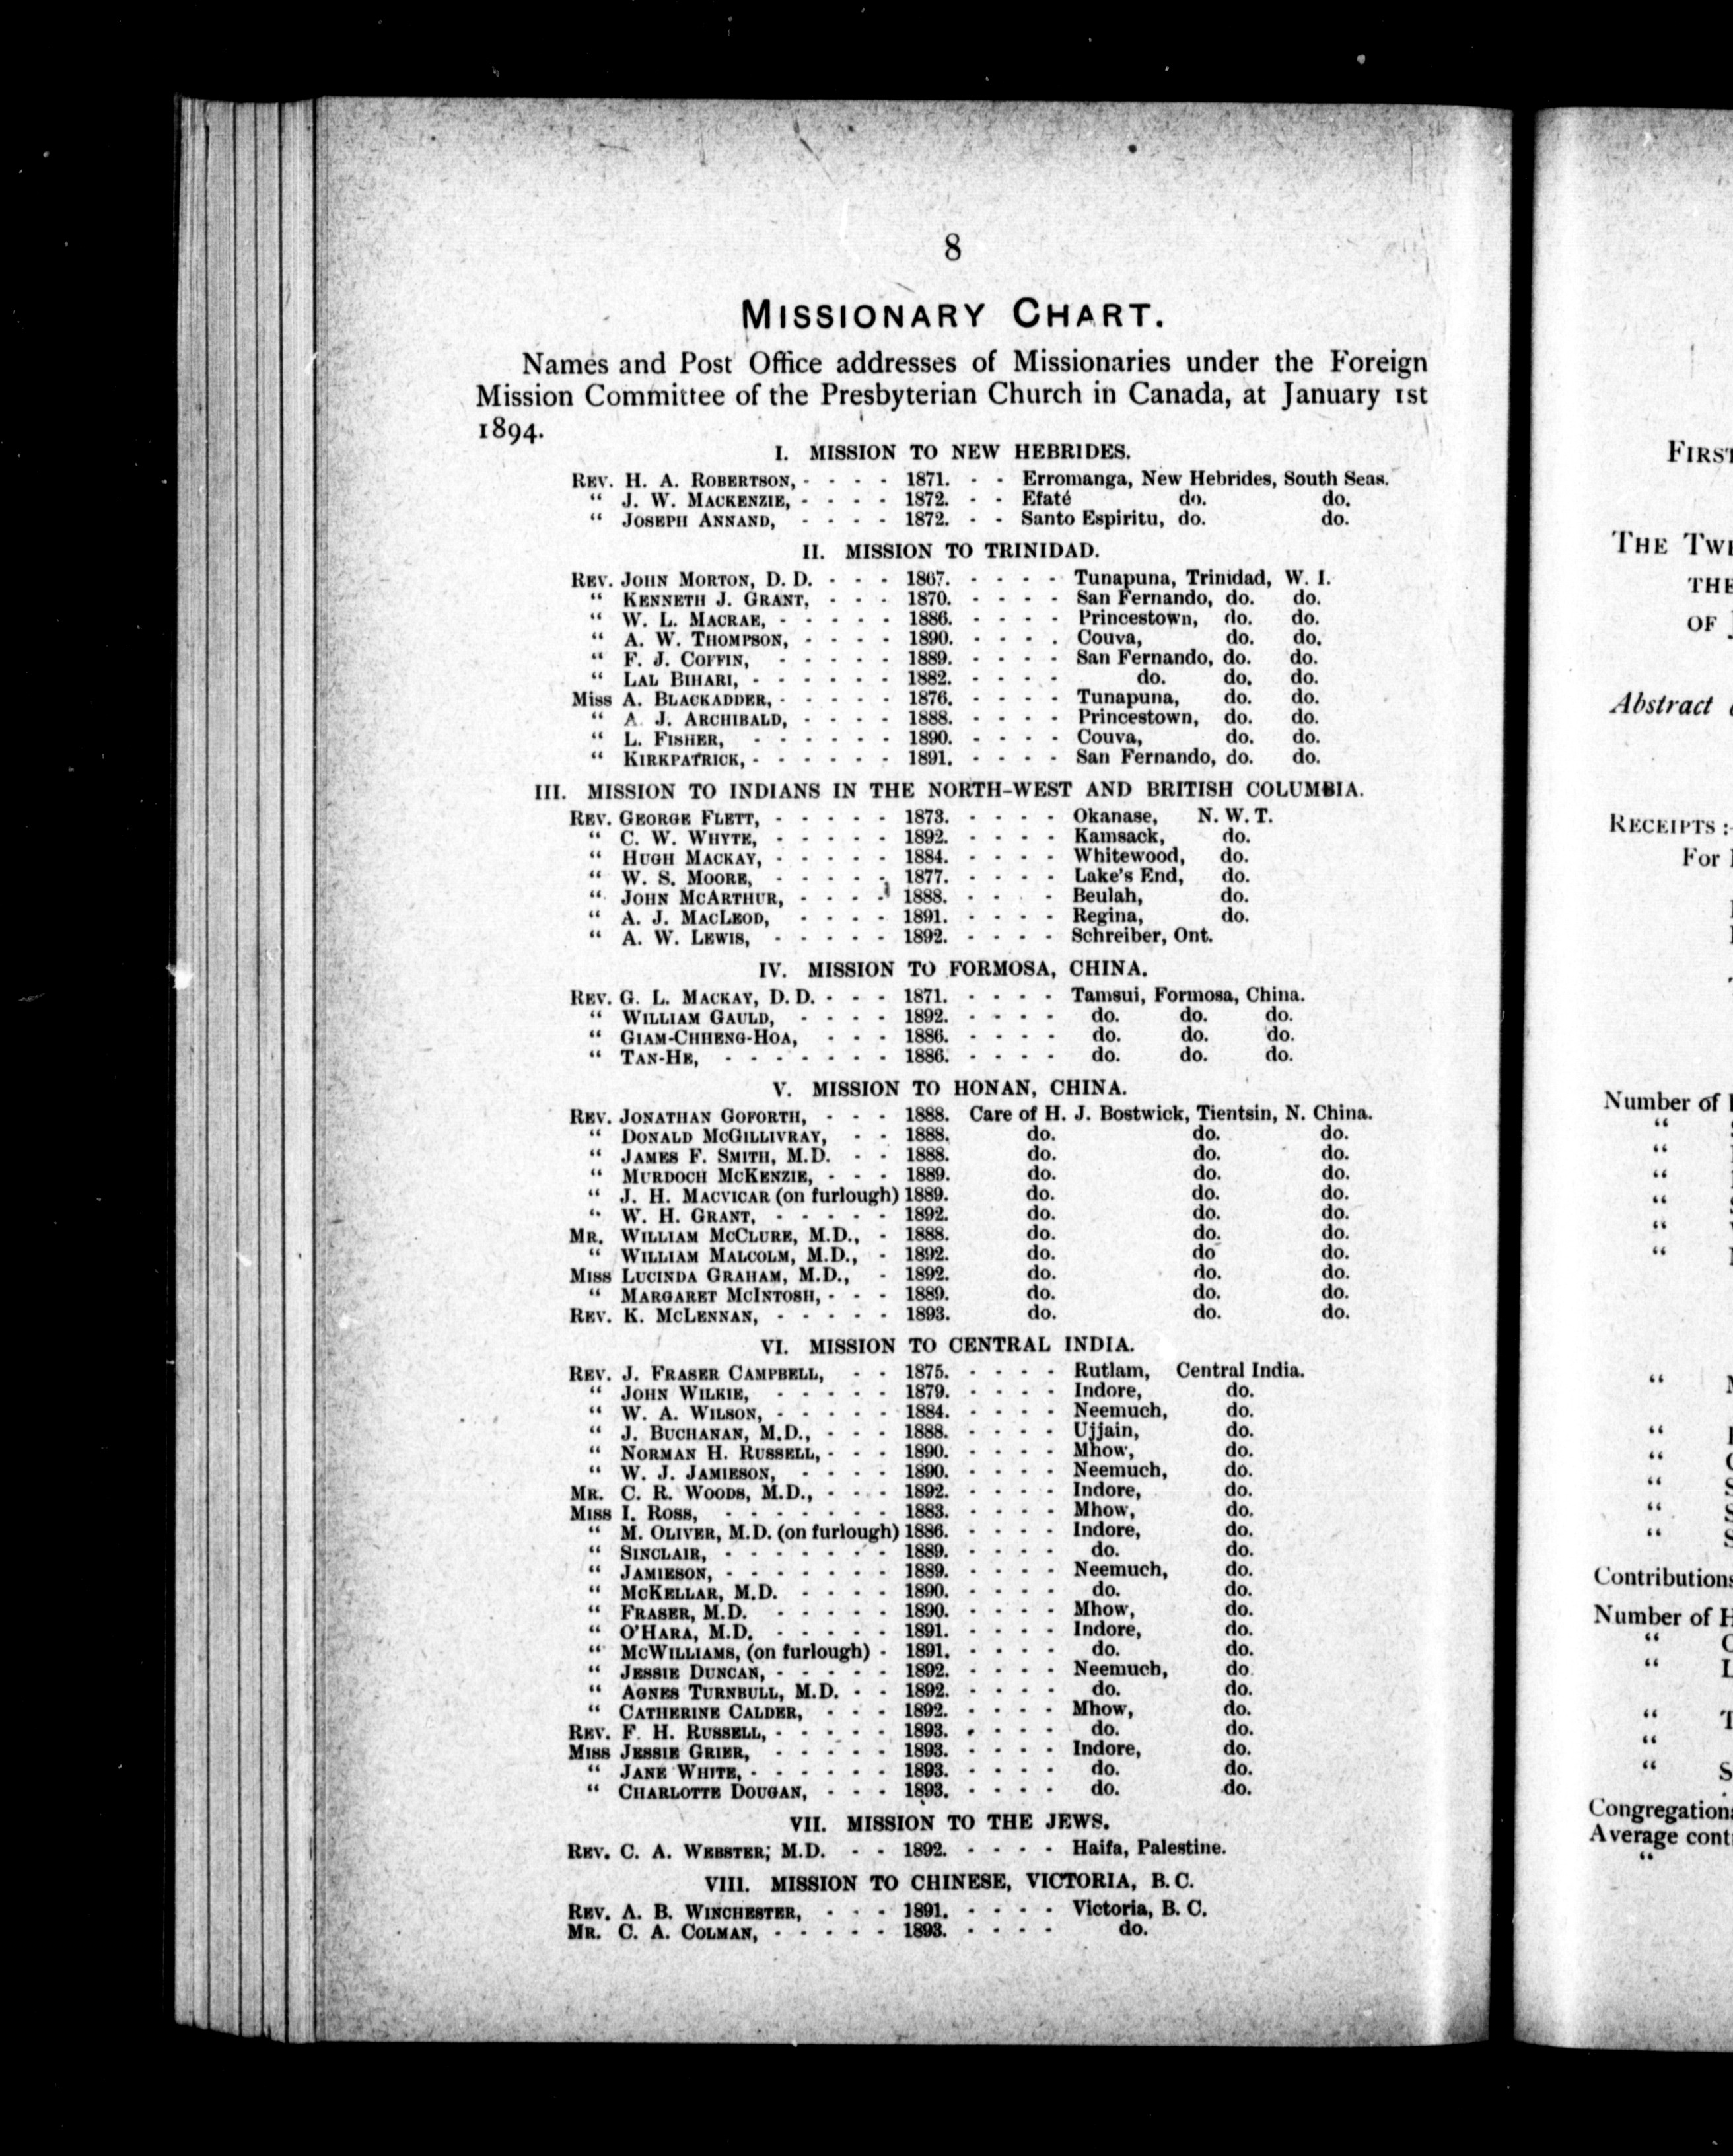 8
MISSIONARY CHART.
Names and Post Office addresses of Missionaries under the Foreign
Mission Committee of the Presbyterian Church in Canada, at January 1st
1894.
I. MISSION TO NEW HEBRIDES.
REV. H. A. ROBERTSON, - - - - 1871. - - Erromanga, New Hebrides, South Seas.
“ J. W. MACKENZIE, - - - - 1872. - - Efaté do. do.
“ JOSEPH ANNAND, - - - - 1872. - - Santo Espiritu, do. do.
II. MISSION TO TRINIDAD.
REV. JOHN MORTON, D. D. - - - 1867. - - - - Tunapuna, Trinidad, W. I.
“ KENNETH J. GRANT, - - - 1870. - - - - San Fernando, do. do.
“ W. L. MACRAE, - - - - - 1886. - - - - Princestown, do. do.
“ A. W. THOMPSON, - - - - 1890. - - - . Couva, do. do.
“ F. J. COFFIN, - - - - - 1889. - - - - San Fernando, do. do.
“ LAL BIHARI, - - - - - - 1882. - - - - do. do. do.
MISS A. BLACKADDER, - - - - - 1876. - - - - Tunapuna, do. do.
“ A. J. ARCHIBALD, - - - - 1888. - - - - Princestown, do. do.
“ L. FISHER, - - - - - - 1890. - - - - Couva, do. do.
“ KIRKPATRICK, - - - - - - 1891. - - - - San Fernando, do. do.
III. MISSION TO INDIANS IN THE NORTH-WEST AND BRITISH COLUMBIA.
REV. GEORGE FLETT, - - - - - 1873. - - - - Okanase, N. W. T.
“ C. W. WHYTE, - - - - - 1892. - - - - Kamsack, do.
“ HUGH MACKAY, - - - - - 1884. - - - - Whitewood, do.
“ W. S. MOORE, - - - - - 1877. - - - - Lake's End, do.
“ JOHN MCARTHUR, - - - - 1888. - - - - Beulah, do.
“ A. J. MACLEOD, - - - - 1891. - - - - Regina, do.
“ A. W. LEWIS, - - - - - 1892. - - - - Schreiber, Ont.
IV. MISSION TO FORMOSA, CHINA.
REV. G. L. MACKAY, D. D. - - - 1871. - - - - Tamsui, Formosa, China.
“ WILLIAM GAULD, - - - - 1892. - - - - do. do. do.
“ GIAM-CHHENG-HOA, - - - 1886. - - - - do. do. do.
“ TAN-HE, - - - - - - - 1886. - - - - do. do. do.
V. MISSION TO HONAN, CHINA.
REV. JONATHAN GOFORTH, - - - 1888. Care of H. J. Bostwick, Tientsin, N. China.
“ DONALD MCGILLIVRAY, - - 1888. do. do. do.
“ JAMES F. SMITH, M.D. - - 1888. do. do. do.
“ MURDOCH MCKENZIE, - - - 1889. do. do. do.
“ J. H. MACVICAR (on furlough) 1889. do. do. do.
“ W. H. GRANT, - - - - - 1892. do. do. do.
MR. WILLIAM MCCLURE, M.D., - 1888. do. do. do.
“ WILLIAM MALCOLM, M.D., - 1892. do. do do.
MISS LUCINDA GRAHAM, M.D., - 1892. do. do. do.
“ MARGARET MCINTOSH, - - - 1889. do. do. do.
REV. K. MCLENNAN, - - - - - 1893. do. do. do.
VI. MISSION TO CENTRAL INDIA.
REV. J. FRASER CAMPBELL, - - 1875. - - - - Rutlam, Central India.
“ JOHN WILKIE, - - - - - 1879. - - - - Indore, do.
“ W. A. WILSON, - - - - - 1884. - - - - Neemuch, do.
“ J. BUCHANAN, M.D., - - - 1888. - - - - Ujjain, do.
“ NORMAN H. RUSSELL, - - - 1890. - - - - Mhow, do.
“ W. J. JAMIESON, - - - - 1890. - - - - Neemuch, do.
MR. C. R. WOODS, M.D., - - - 1892. - - - - Indore, do.
MISS I. ROSS, - - - - - - - 1883. - - - - Mhow, do.
“ M. OLIVER, M.D. (on furlough) 1886. - - - - Indore, do.
“ SINCLAIR, - - - - - - - 1889. - - - - do. do.
“ JAMIESON, - - - - - - - 1889. - - - - Neemuch, do.
“ MCKELLAR, M.D. - - - - 1890. - - - - do. do.
“ FRASER, M.D. - - - - - 1890. - - - - Mhow, do.
“ O'HARA, M.D. - - - - - 1891. - - - - Indore, do.
“ MCWILLIAMS, (on furlough) - 1891. - - - - do. do.
“ JESSIE DUNCAN, - - - - - 1892. - - - - Neemuch, do.
“ AGNES TURNBULL, M.D. - - 1892. - - - - do. do.
“ CATHERINE CALDER, - - - 1892. - - - - Mhow, do.
REV. F. H. RUSSELL, - - - - - 1893. - - - - do. do.
MISS JESSIE GRIER, - - - - - 1893. - - - - Indore, do.
“ JANE WHITE, - - - - - - 1893. - - - - do. do.
“ CHARLOTTE DOUGAN, - - - 1893. - - - - do. do.
VII. MISSION TO THE JEWS.
REV. C. A. WEBSTER, M.D. - - 1892. - - - - Haifa, Palestine.
VIII. MISSION TO CHINESE, VICTORIA, B. C.
REV. A. B. WINCHESTER, - - - 1891. - - - - Victoria, B. C.
MR. C. A. COLMAN, - - - - - 1893. - - - - do.
FIRST
THE
THE
OF
Abstract
RECEIPTS :
For
Number of
“
“
“
“
“
“
“
“
“
“
“
“
Contributions
Number of
“
“
“
“
“
Congregation
Average cont
“